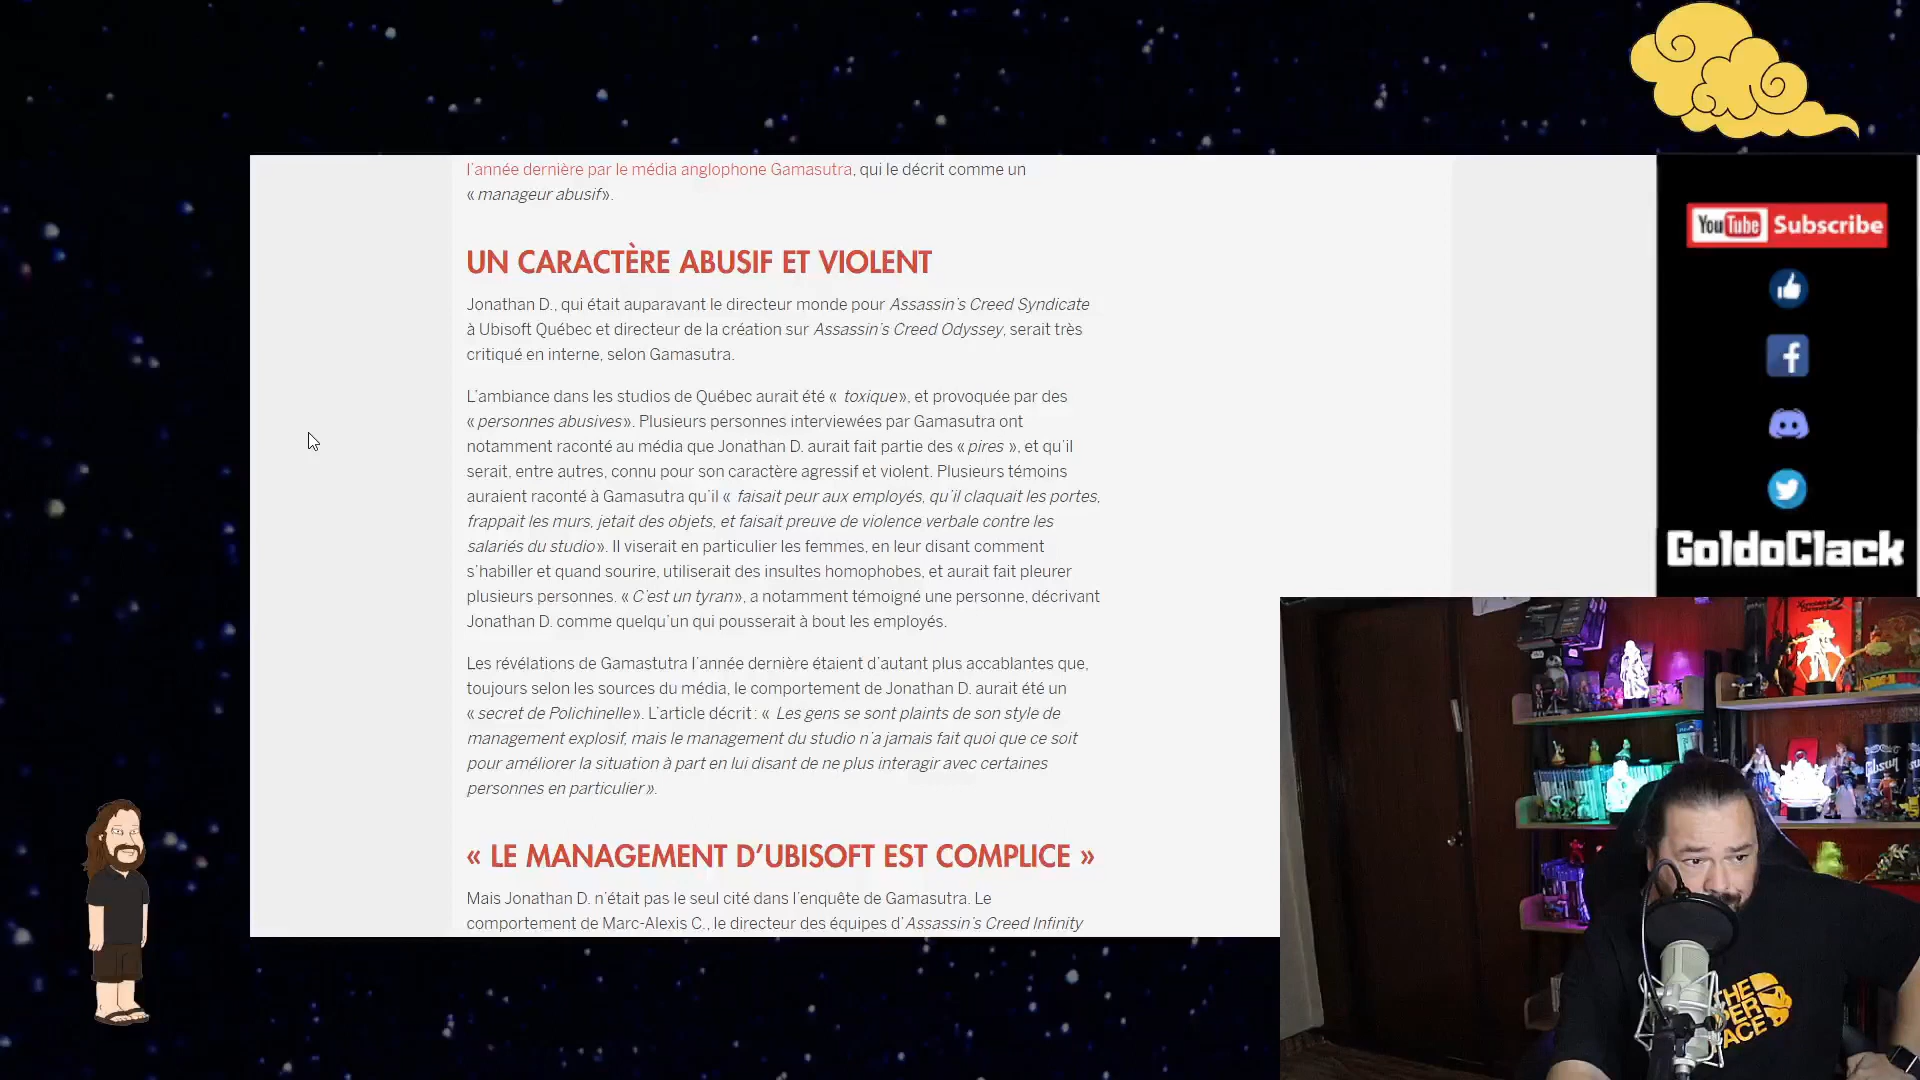 l'année dernière par le média anglophone Gamasutra, qui le décrit comme un
« manageur abusif».
UN CARACTÈRE ABUSIF ET VIOLENT
Jonathan D., qui était auparavant le directeur monde pour Assassin's Creed Syndicate
à Ubisoft Québec et directeur de la création sur Assassin's Creed Odyssey, serait très
critiqué en interne, selon Gamasutra.
L'ambiance dans les studios de Québec aurait été « toxique», et provoquée par des
« personnes abusives». Plusieurs personnes interviewées par Gamasutra ont
notamment raconté au média que Jonathan D. aurait fait partie des « pires », et qu'il
serait, entre autres, connu pour son caractère agressif et violent. Plusieurs témoins
auraient raconté à Gamasutra qu'il « faisait peur aux employés, qu'il claquait les portes,
frappait les murs, jetait des objets, et faisait preuve de violence verbale contre les
salariés du studio». Il viserait en particulier les femmes, en leur disant comment
s'habiller et quand sourire, utiliserait des insultes homophobes, et aurait fait pleurer
plusieurs personnes. « C'est un tyran», a notamment témoigné une personne, décrivant
Jonathan D. comme quelqu'un qui pousserait à bout les employés.
Les révélations de Gamastutra l'année dernière étaient d'autant plus accablantes que,
toujours selon les sources du média, le comportement de Jonathan D. aurait été un
« secret de Polichinelle». L'article décrit : « Les gens se sont plaints de son style de
management explosif, mais le management du studio n'a jamais fait quoi que ce soit
pour améliorer la situation à part en lui disant de ne plus interagir avec certaines
personnes en particulier».
« LE MANAGEMENT D'UBISOFT EST COMPLICE »
Mais Jonathan D. n'était pas le seul cité dans l'enquête de Gamasutra. Le
comportement de Marc-Alexis C., le directeur des équipes d'Assassin's Creed Infinity
YouTube Subscribe
GoldoClack
Gibson